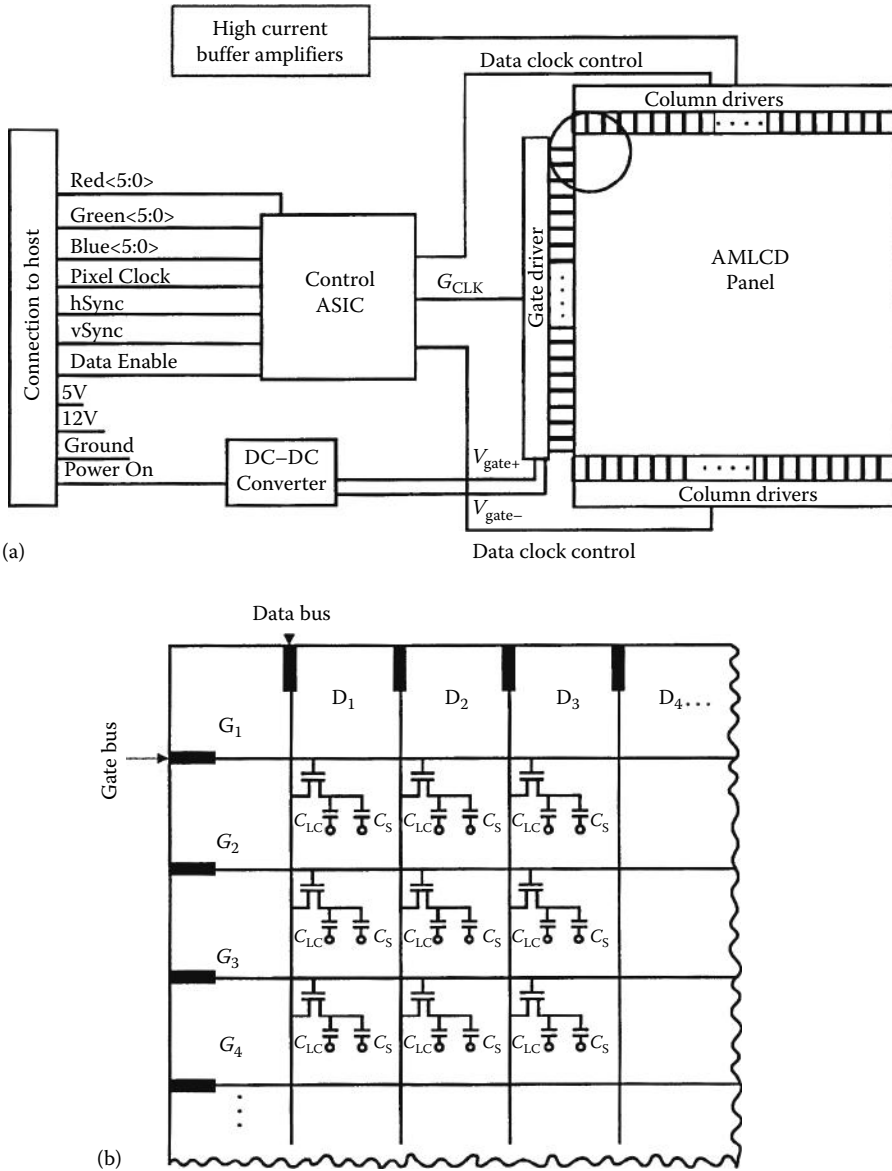 High current
buffer amplifiers
Data clock control
Column drivers
Connection to host
Red<5:0>
Green<5:0>
Blue<5:0>
Pixel Clock
hSync
vSync
Data Enable
5V
12V
Ground
Power On
Control
ASIC
G_CLK
Gate driver
AMLCD
Panel
DC–DC
Converter
V_gate+
V_gate−
Column drivers
Data clock control
(a)
Data bus
D₁ D₂ D₃ D₄...
Gate bus
G₁
C_LC C_S C_LC C_S C_LC C_S
G₂
C_LC C_S C_LC C_S C_LC C_S
G₃
C_LC C_S C_LC C_S C_LC C_S
G₄
(b)